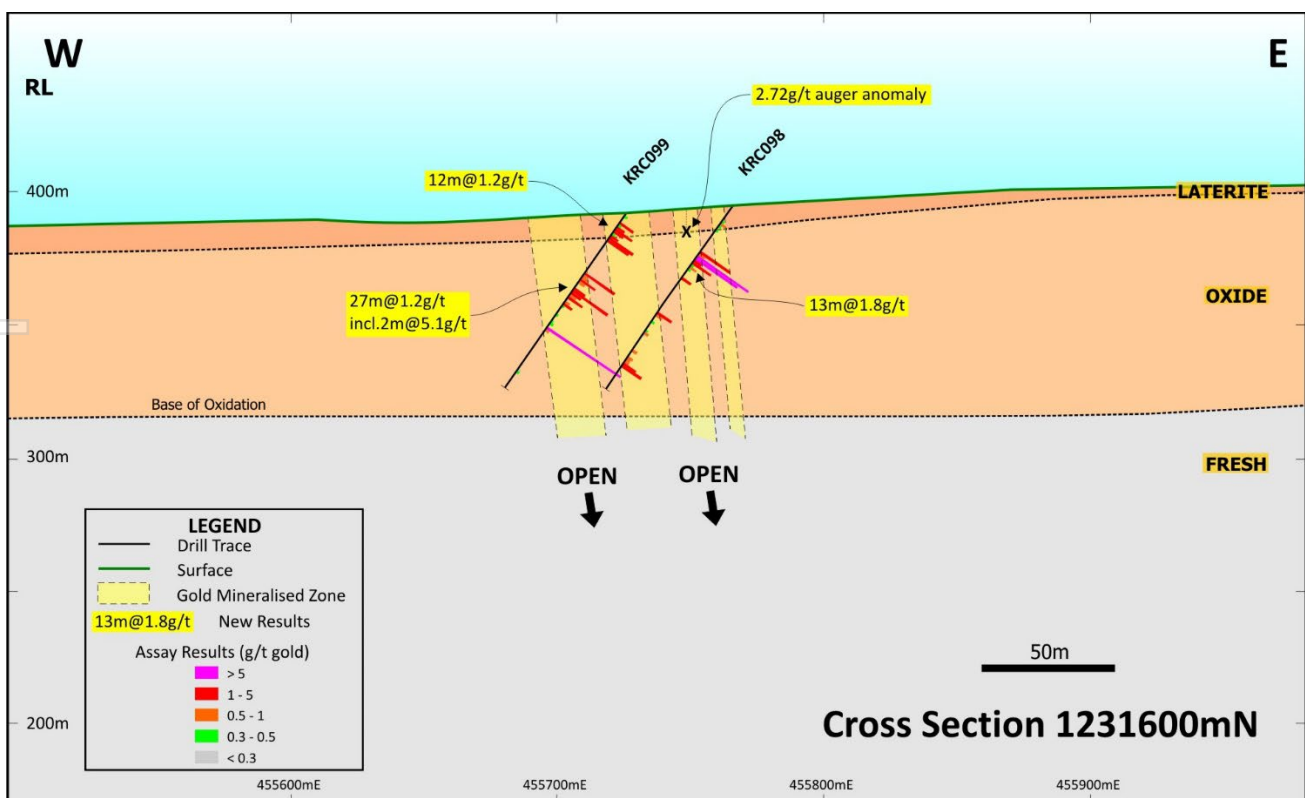 W
E
RL
2.72g/t auger anomaly
KRC099
KRC098
12m@1.2g/t
400m
LATERITE
27m@1.2g/t
incl.2m@5.1g/t
13m@1.8g/t
OXIDE
Base of Oxidation
300m
FRESH
OPEN
OPEN
X
LEGEND
Drill Trace
Surface
Gold Mineralised Zone
13m@1.8g/t New Results
Assay Results (g/t gold)
> 5
1 - 5
0.5 - 1
0.3 - 0.5
< 0.3
50m
200m
Cross Section 1231600mN
455600mE
455700mE
455800mE
455900mE